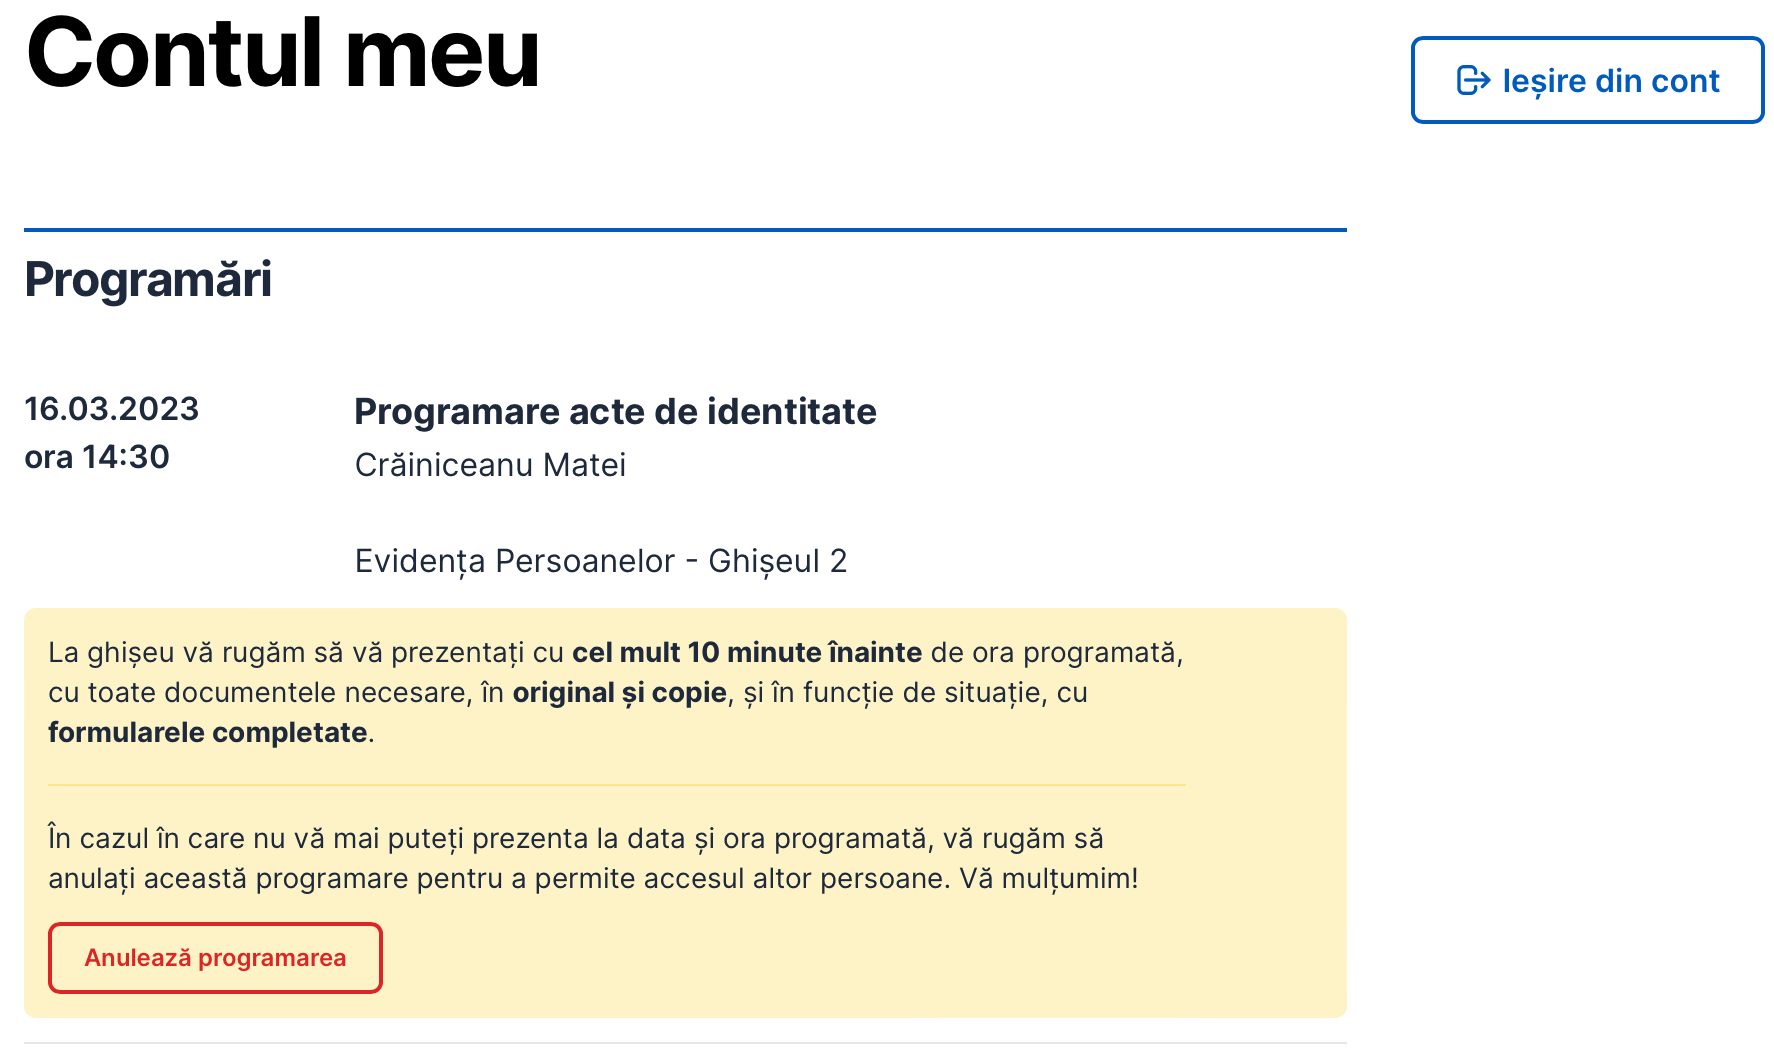 Contul meu
Ieșire din cont
Programări
16.03.2023
ora 14:30
Programare acte de identitate
Crăiniceanu Matei
Evidența Persoanelor - Ghișeul 2
La ghișeu vă rugăm să vă prezentați cu cel mult 10 minute înainte de ora programată,
cu toate documentele necesare, în original și copie, și în funcție de situație, cu
formularele completate.
În cazul în care nu vă mai puteți prezenta la data și ora programată, vă rugăm să
anulați această programare pentru a permite accesul altor persoane. Vă mulțumim!
Anulează programarea